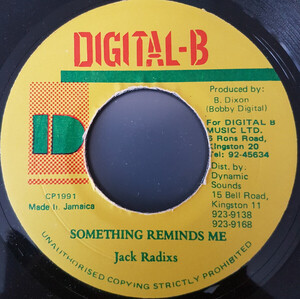 DIGITAL-B
Produced by:
B. Dixon
(Bobby Digital)
For DIGITAL B
MUSIC LTD.
6 Rons Road,
Kingston 20
Tel: 92-45634
Dist. by:
Dynamic
Sounds
15 Bell Road,
Kingston 11
923-9138
923-9168
D
CP1991
Made In Jamaica
SOMETHING REMINDS ME
Jack Radixs
UNAUTHORISED COPYING STRICTLY PROHIBITED